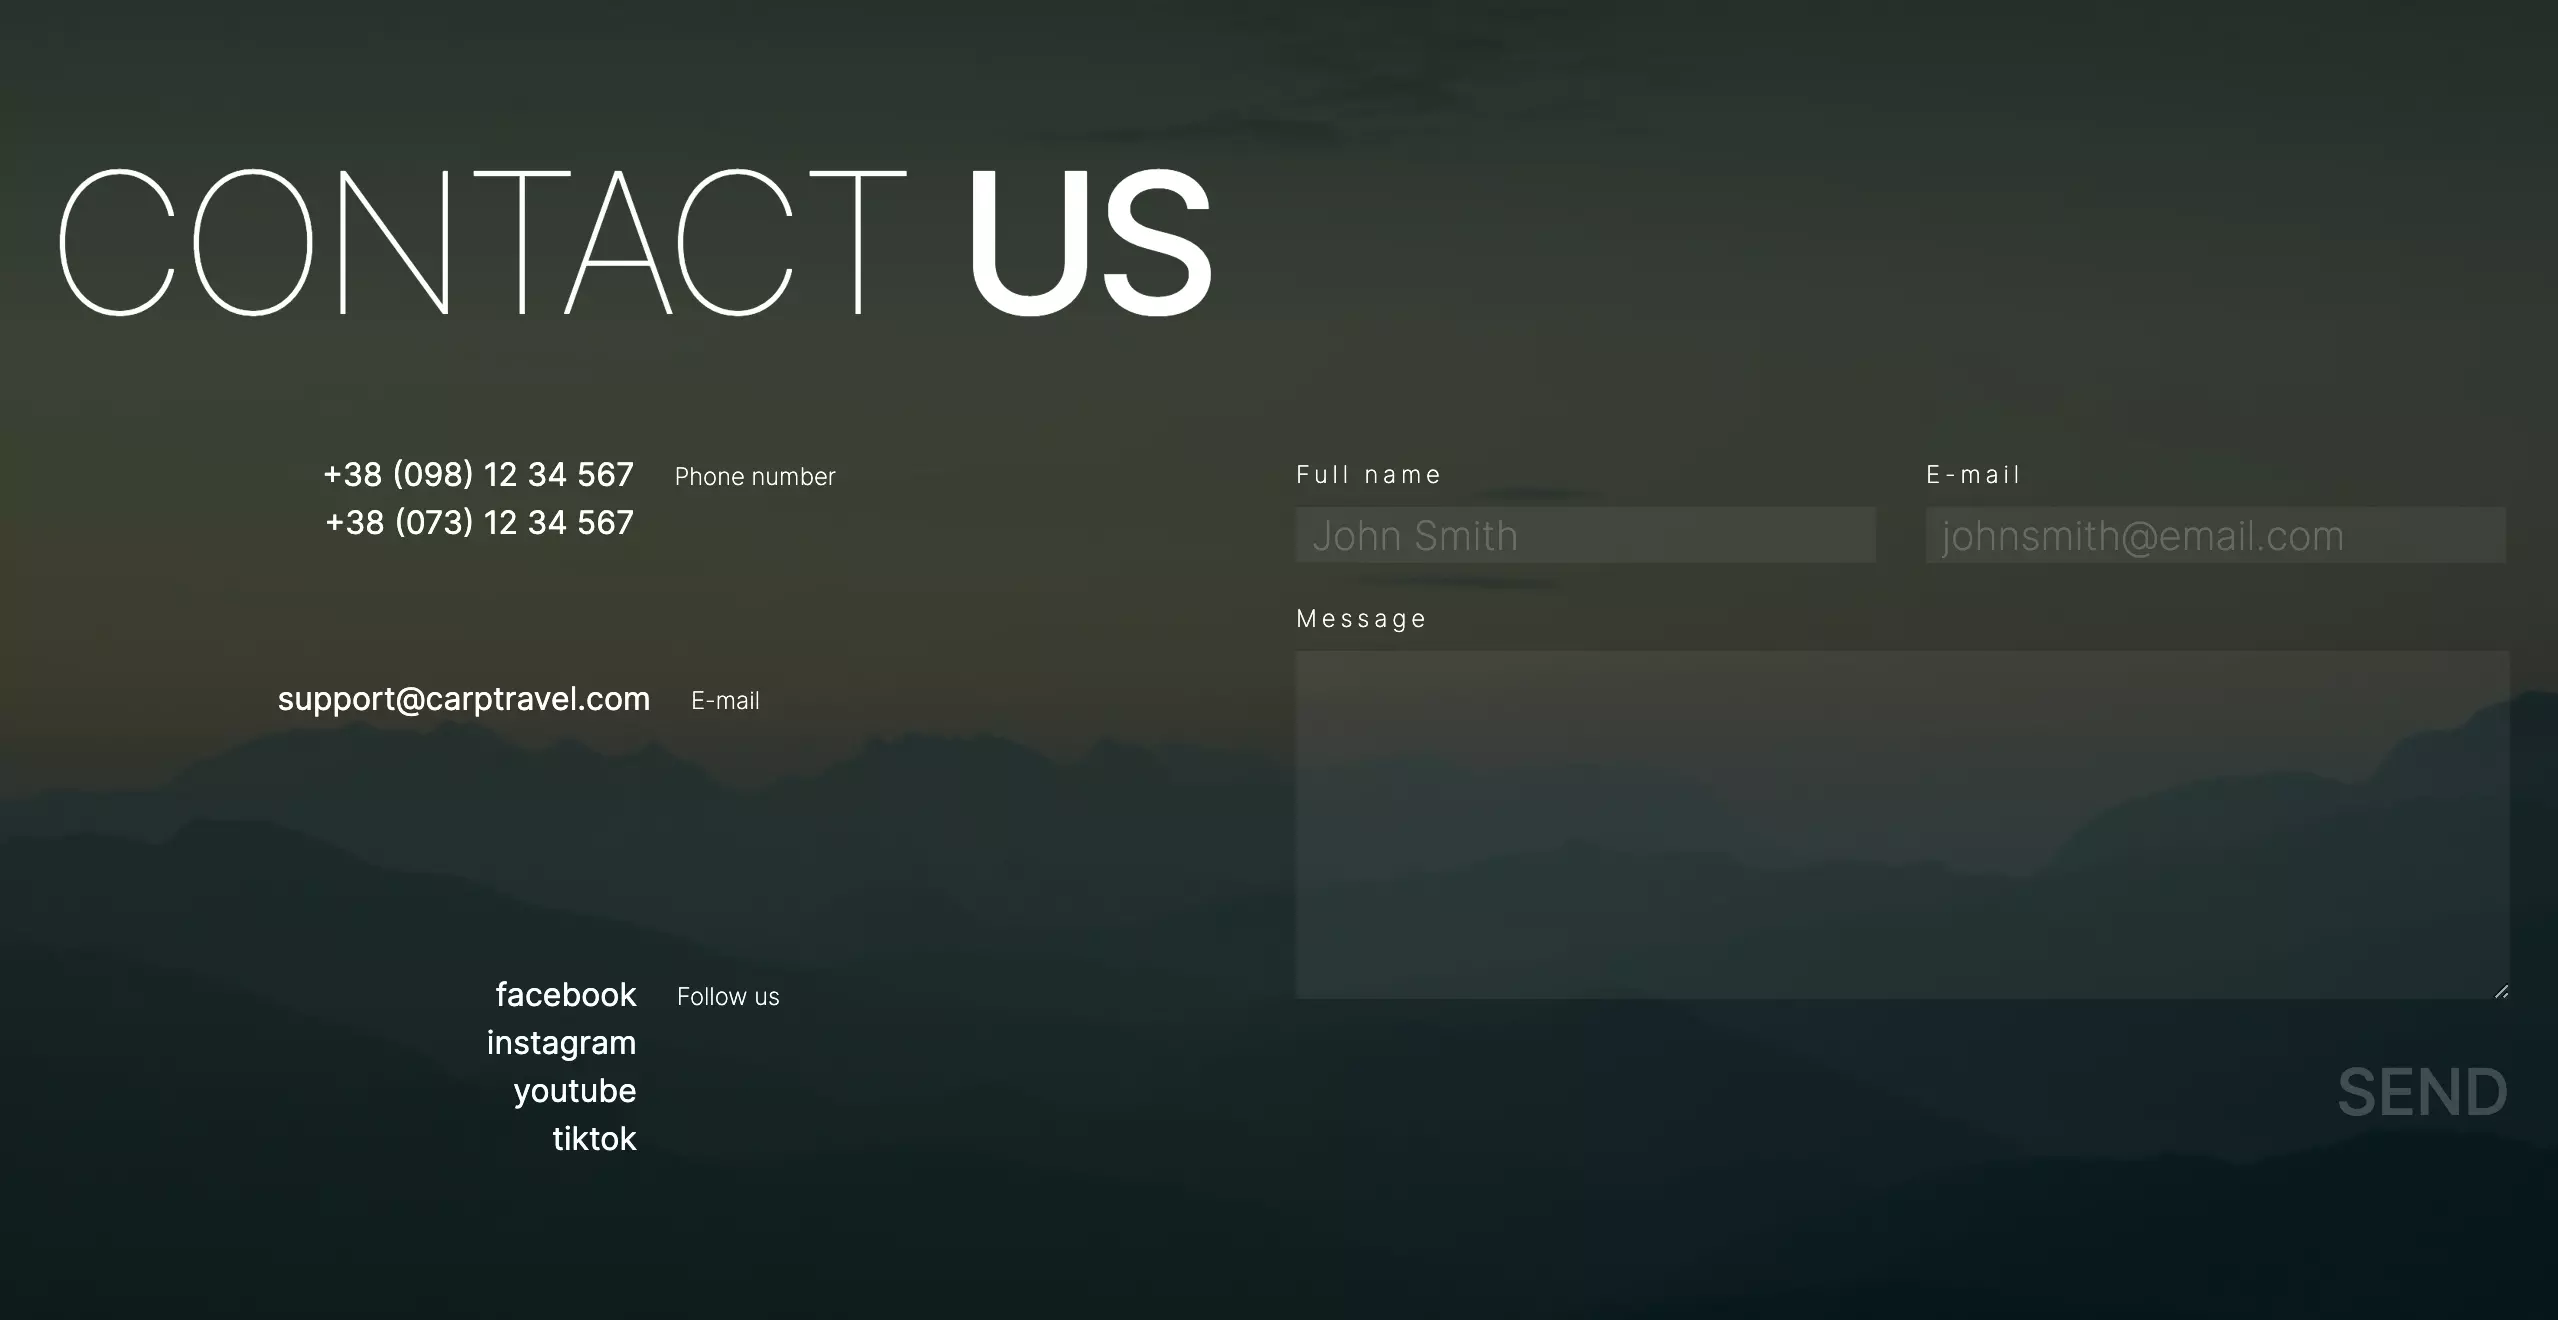 CONTACT US
+38 (098) 12 34 567 Phone number
+38 (073) 12 34 567
support@carptravel.com E-mail
facebook Follow us
instagram
youtube
tiktok
Full name
John Smith
E-mail
johnsmith@email.com
Message
SEND